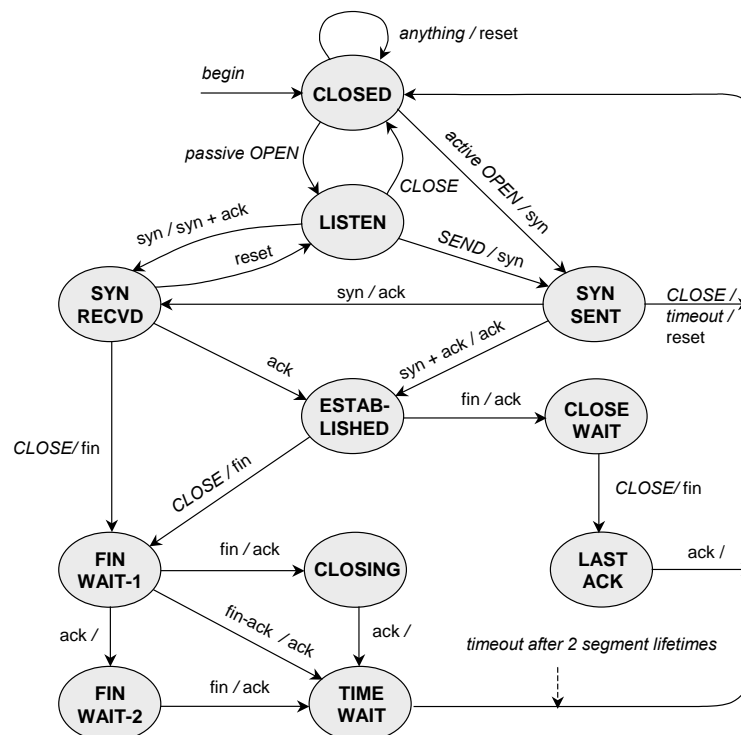 anything / reset
begin
CLOSED
passive OPEN
CLOSE
active OPEN / syn
LISTEN
syn / syn + ack
reset
SEND / syn
SYN
RECVD
syn / ack
SYN
SENT
CLOSE /
timeout /
reset
ack
syn + ack / ack
ESTAB-
LISHED
fin / ack
CLOSE
WAIT
CLOSE/ fin
CLOSE / fin
CLOSE/ fin
FIN
WAIT-1
fin / ack
CLOSING
LAST
ACK
ack /
ack /
fin-ack / ack
ack /
timeout after 2 segment lifetimes
FIN
WAIT-2
fin / ack
TIME
WAIT